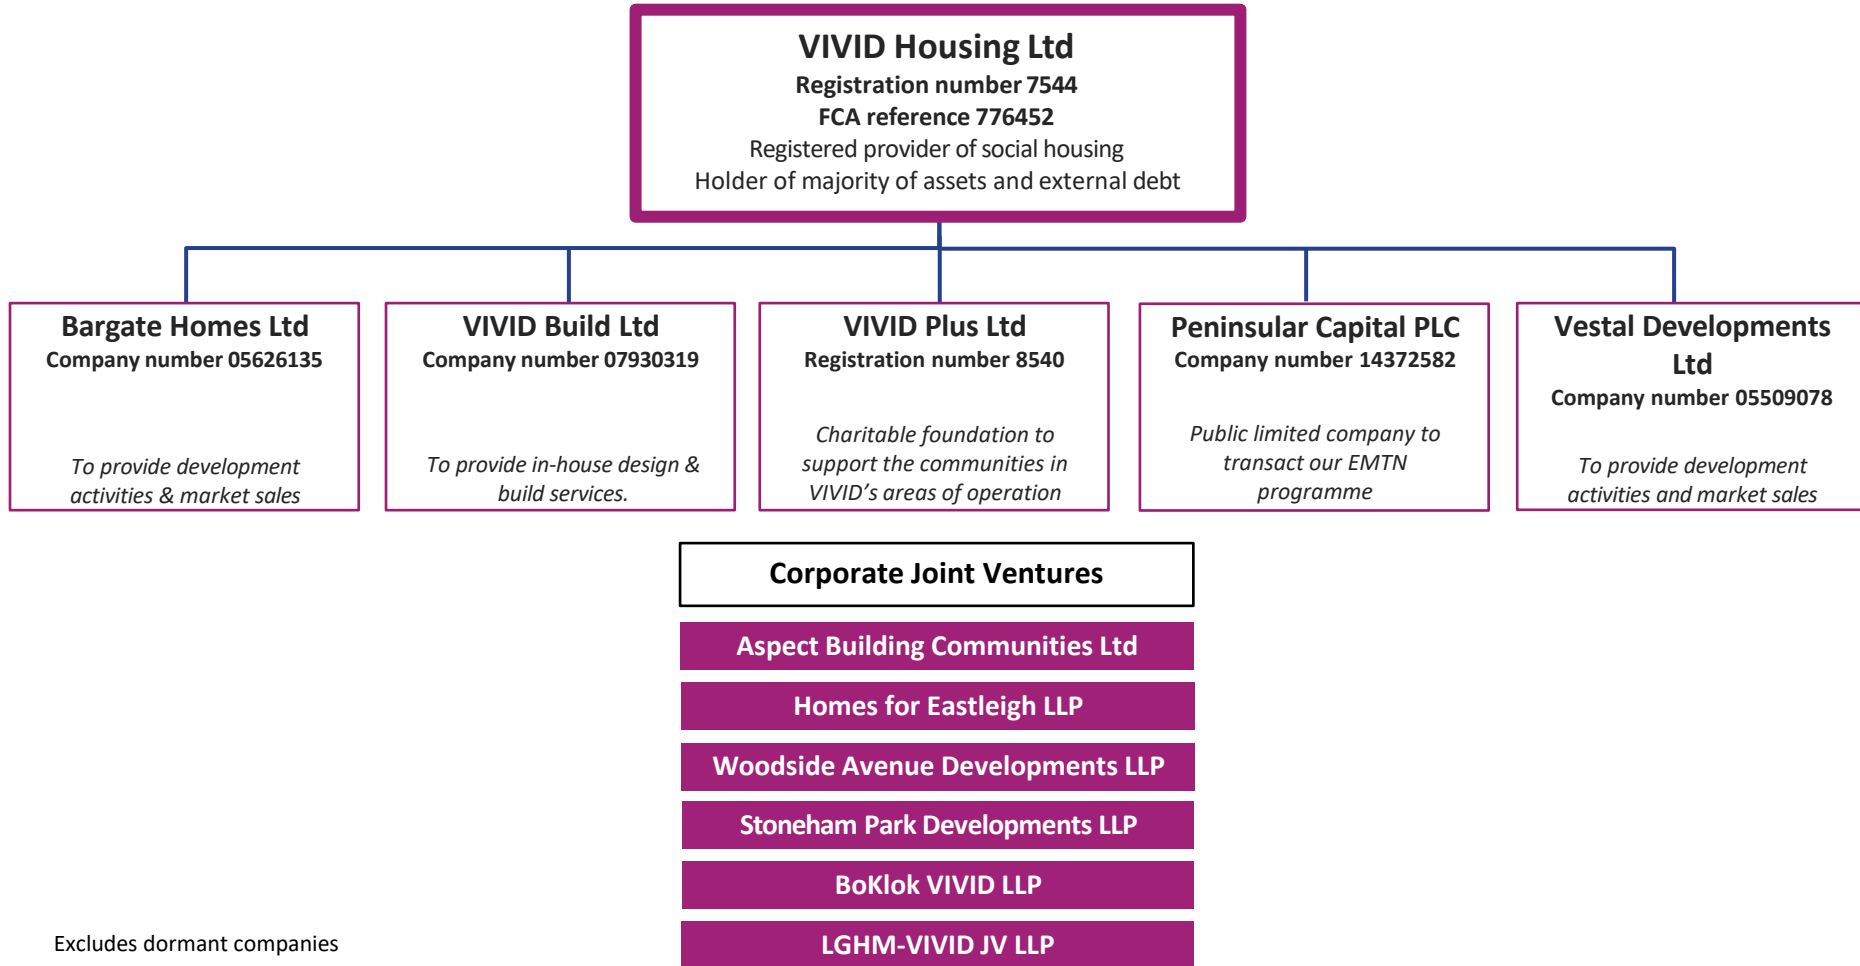 VIVID Housing Ltd
Registration number 7544
FCA reference 776452
Registered provider of social housing
Holder of majority of assets and external debt
Bargate Homes Ltd
Company number 05626135
To provide development
activities & market sales
VIVID Build Ltd
Company number 07930319
To provide in-house design &
build services.
VIVID Plus Ltd
Registration number 8540
Charitable foundation to
support the communities in
VIVID’s areas of operation
Peninsular Capital PLC
Company number 14372582
Public limited company to
transact our EMTN
programme
Vestal Developments
Ltd
Company number 05509078
To provide development
activities and market sales
Corporate Joint Ventures
Aspect Building Communities Ltd
Homes for Eastleigh LLP
Woodside Avenue Developments LLP
Stoneham Park Developments LLP
BoKlok VIVID LLP
LGHM-VIVID JV LLP
Excludes dormant companies